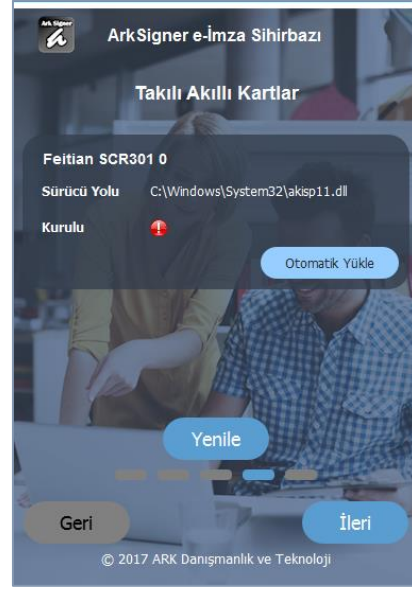 Ark Signer
ArkSigner e-İmza Sihirbazı
Takılı Akıllı Kartlar
Feitian SCR301 0
Sürücü Yolu C:\Windows\System32\akisp11.dll
Kurulu
Otomatik Yükle
Yenile
Geri İleri
© 2017 ARK Danışmanlık ve Teknoloji